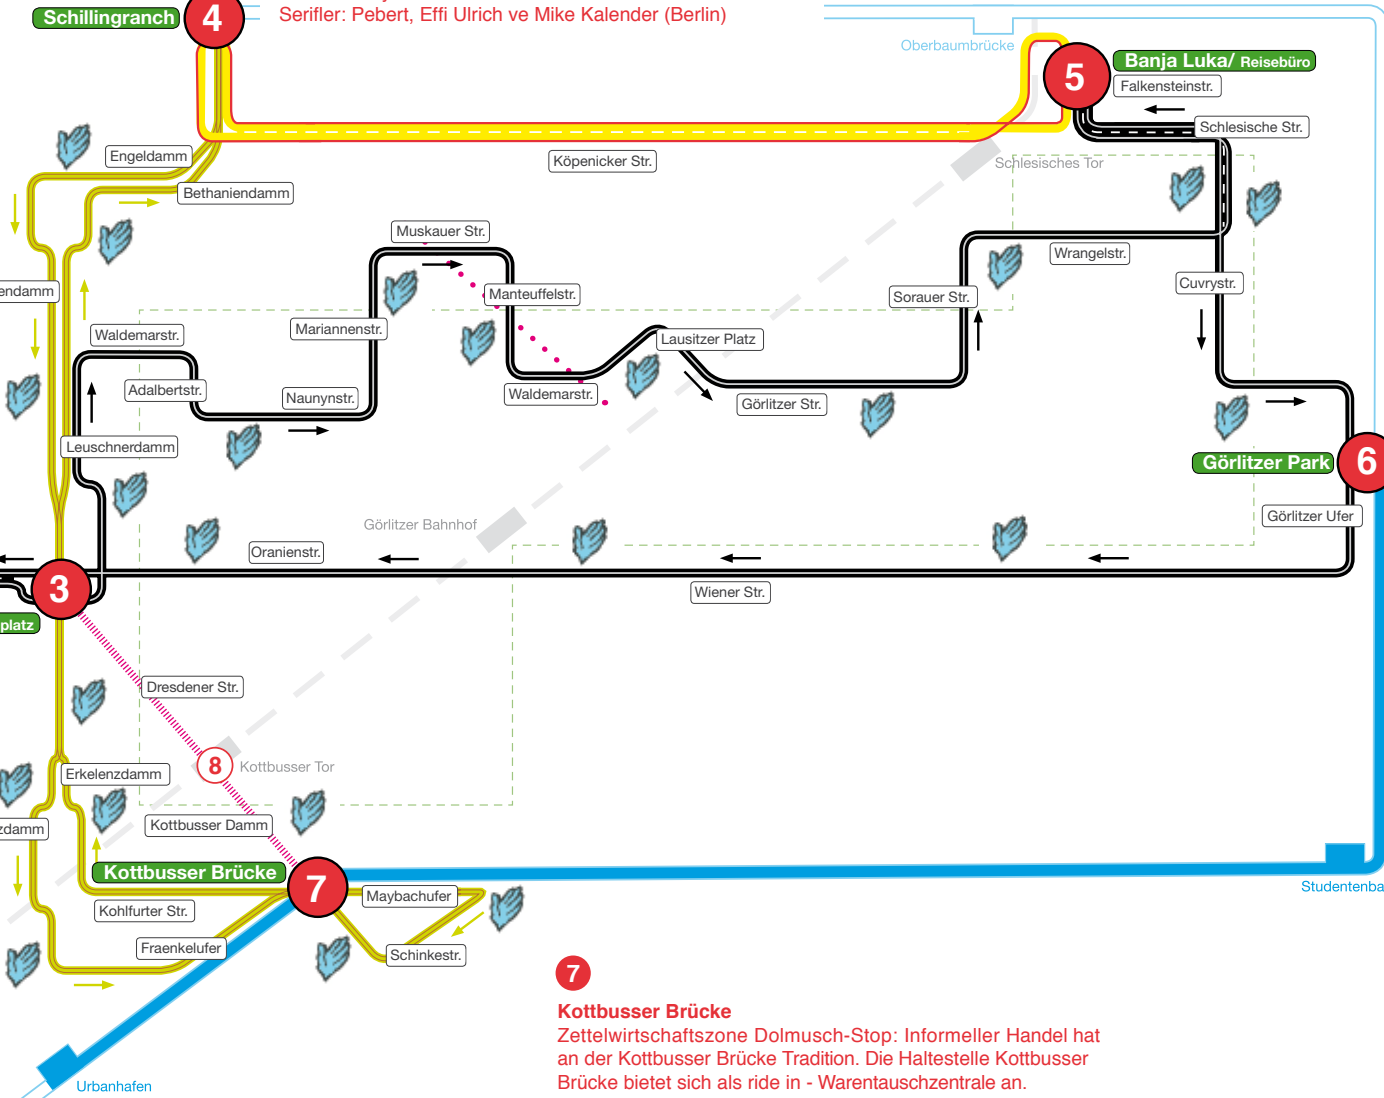 Schillingranch
4
Serifler: Pebert, Effi Ulrich ve Mike Kalender (Berlin)
Oberbaumbrücke
5
Banja Luka/ Reisebüro
Falkensteinstr.
Schlesische Str.
Engeldamm
Köpenicker Str.
Schlesisches Tor
Bethaniendamm
Muskauer Str.
Wrangelstr.
endamm
Manteuffelstr.
Sorauer Str.
Cuvrystr.
Waldemarstr.
Mariannenstr.
Lausitzer Platz
Adalbertstr.
Naunynstr.
Waldemarstr.
Görlitzer Str.
Leuschnerdamm
Görlitzer Park
6
Görlitzer Bahnhof
Görlitzer Ufer
Oranienstr.
3
Wiener Str.
platz
Dresdener Str.
8
Kottbusser Tor
Erkelenzdamm
zdamm
Kottbusser Damm
Kottbusser Brücke
7
Maybachufer
Studentenba
Kohlfurter Str.
Fraenkelufer
Schinkestr.
7
Kottbusser Brücke
Zettelwirtschaftszone Dolmusch-Stop: Informeller Handel hat
an der Kottbusser Brücke Tradition. Die Haltestelle Kottbusser
Brücke bietet sich als ride in - Warentauschzentrale an.
Urbanhafen